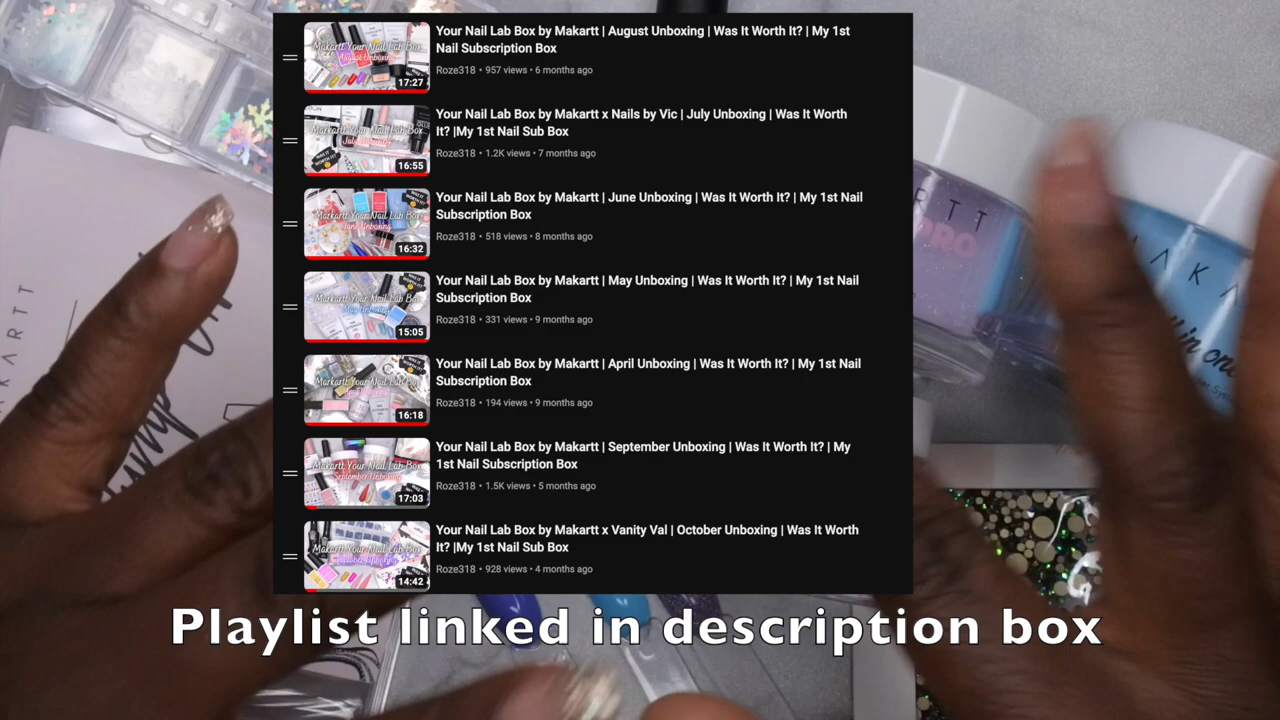 Your Nail Lab Box by Makartt | August Unboxing | Was It Worth It? | My 1st
Nail Subscription Box
Roze318 • 957 views • 6 months ago
17:27
Your Nail Lab Box by Makartt x Nails by Vic | July Unboxing | Was It Worth
It? |My 1st Nail Sub Box
Roze318 • 1.2K views • 7 months ago
16:55
Your Nail Lab Box by Makartt | June Unboxing | Was It Worth It? | My 1st Nail
Subscription Box
Roze318 • 518 views • 8 months ago
16:32
Your Nail Lab Box by Makartt | May Unboxing | Was It Worth It? | My 1st Nail
Subscription Box
Roze318 • 331 views • 9 months ago
15:05
Your Nail Lab Box by Makartt | April Unboxing | Was It Worth It? | My 1st Nail
Subscription Box
Roze318 • 194 views • 9 months ago
16:18
Your Nail Lab Box by Makartt | September Unboxing | Was It Worth It? | My
1st Nail Subscription Box
Roze318 • 1.5K views • 5 months ago
17:03
Your Nail Lab Box by Makartt x Vanity Val | October Unboxing | Was It Worth
It? |My 1st Nail Sub Box
Roze318 • 928 views • 4 months ago
14:42
Playlist linked in description box